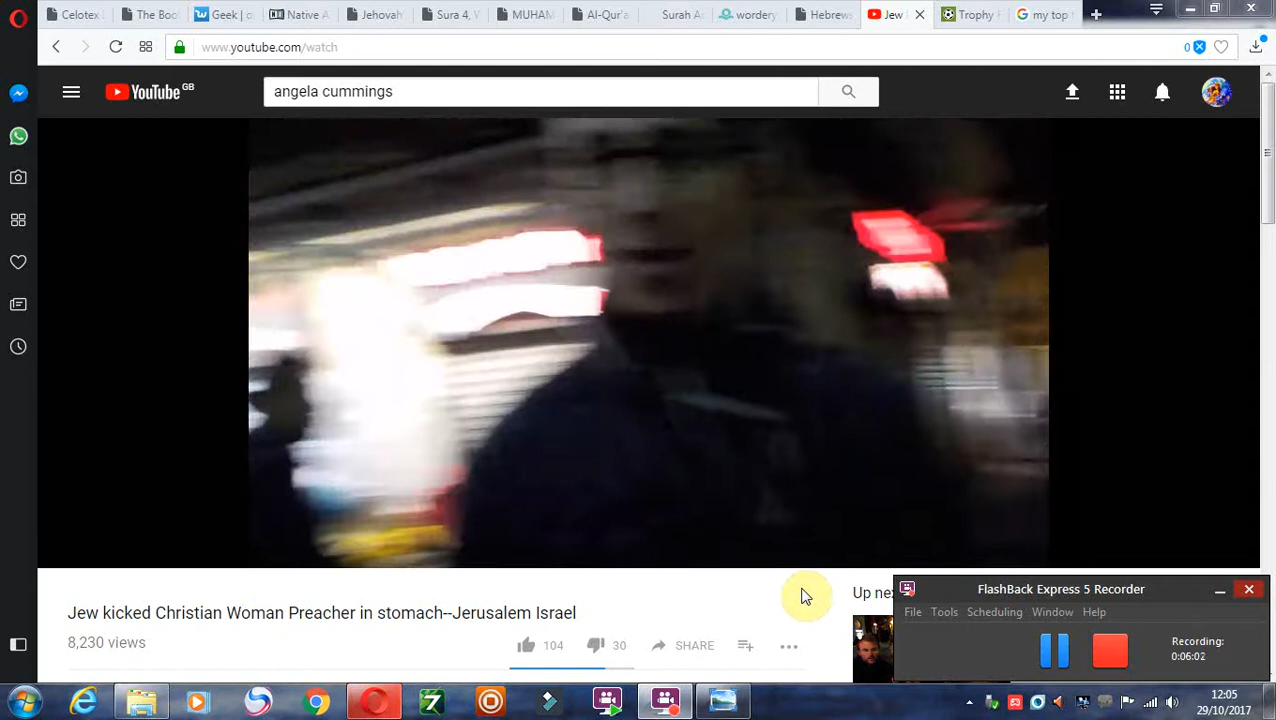 Celotex
The Boo
Geek | c
Native A
Jehovah'
Sura 4, V
MUHAM
Al-Qur'a
Surah A
wordery
Hebrews
Jew
Trophy
my top
www.youtube.com/watch
0
YouTube GB
angela cummings
Jew kicked Christian Woman Preacher in stomach--Jerusalem Israel
8,230 views
104
30
SHARE
Up ne
FlashBack Express 5 Recorder
File Tools Scheduling Window Help
Recording:
0:06:02
12:05
29/10/2017